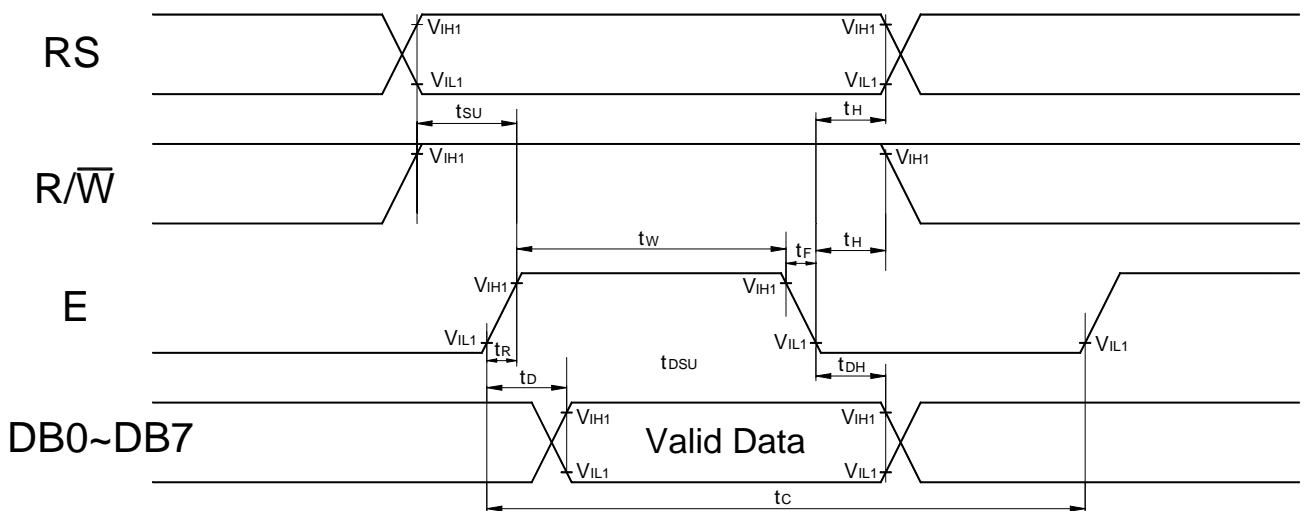 RS
VIH1
VIH1
VIL1
VIL1
tSU
tH
R/W̅
VIH1
VIH1
tW
tF
tH
E
VIH1
VIH1
VIL1
VIL1
VIL1
tR
tD
tDSU
tDH
DB0~DB7
VIH1
VIH1
Valid Data
VIL1
VIL1
tC